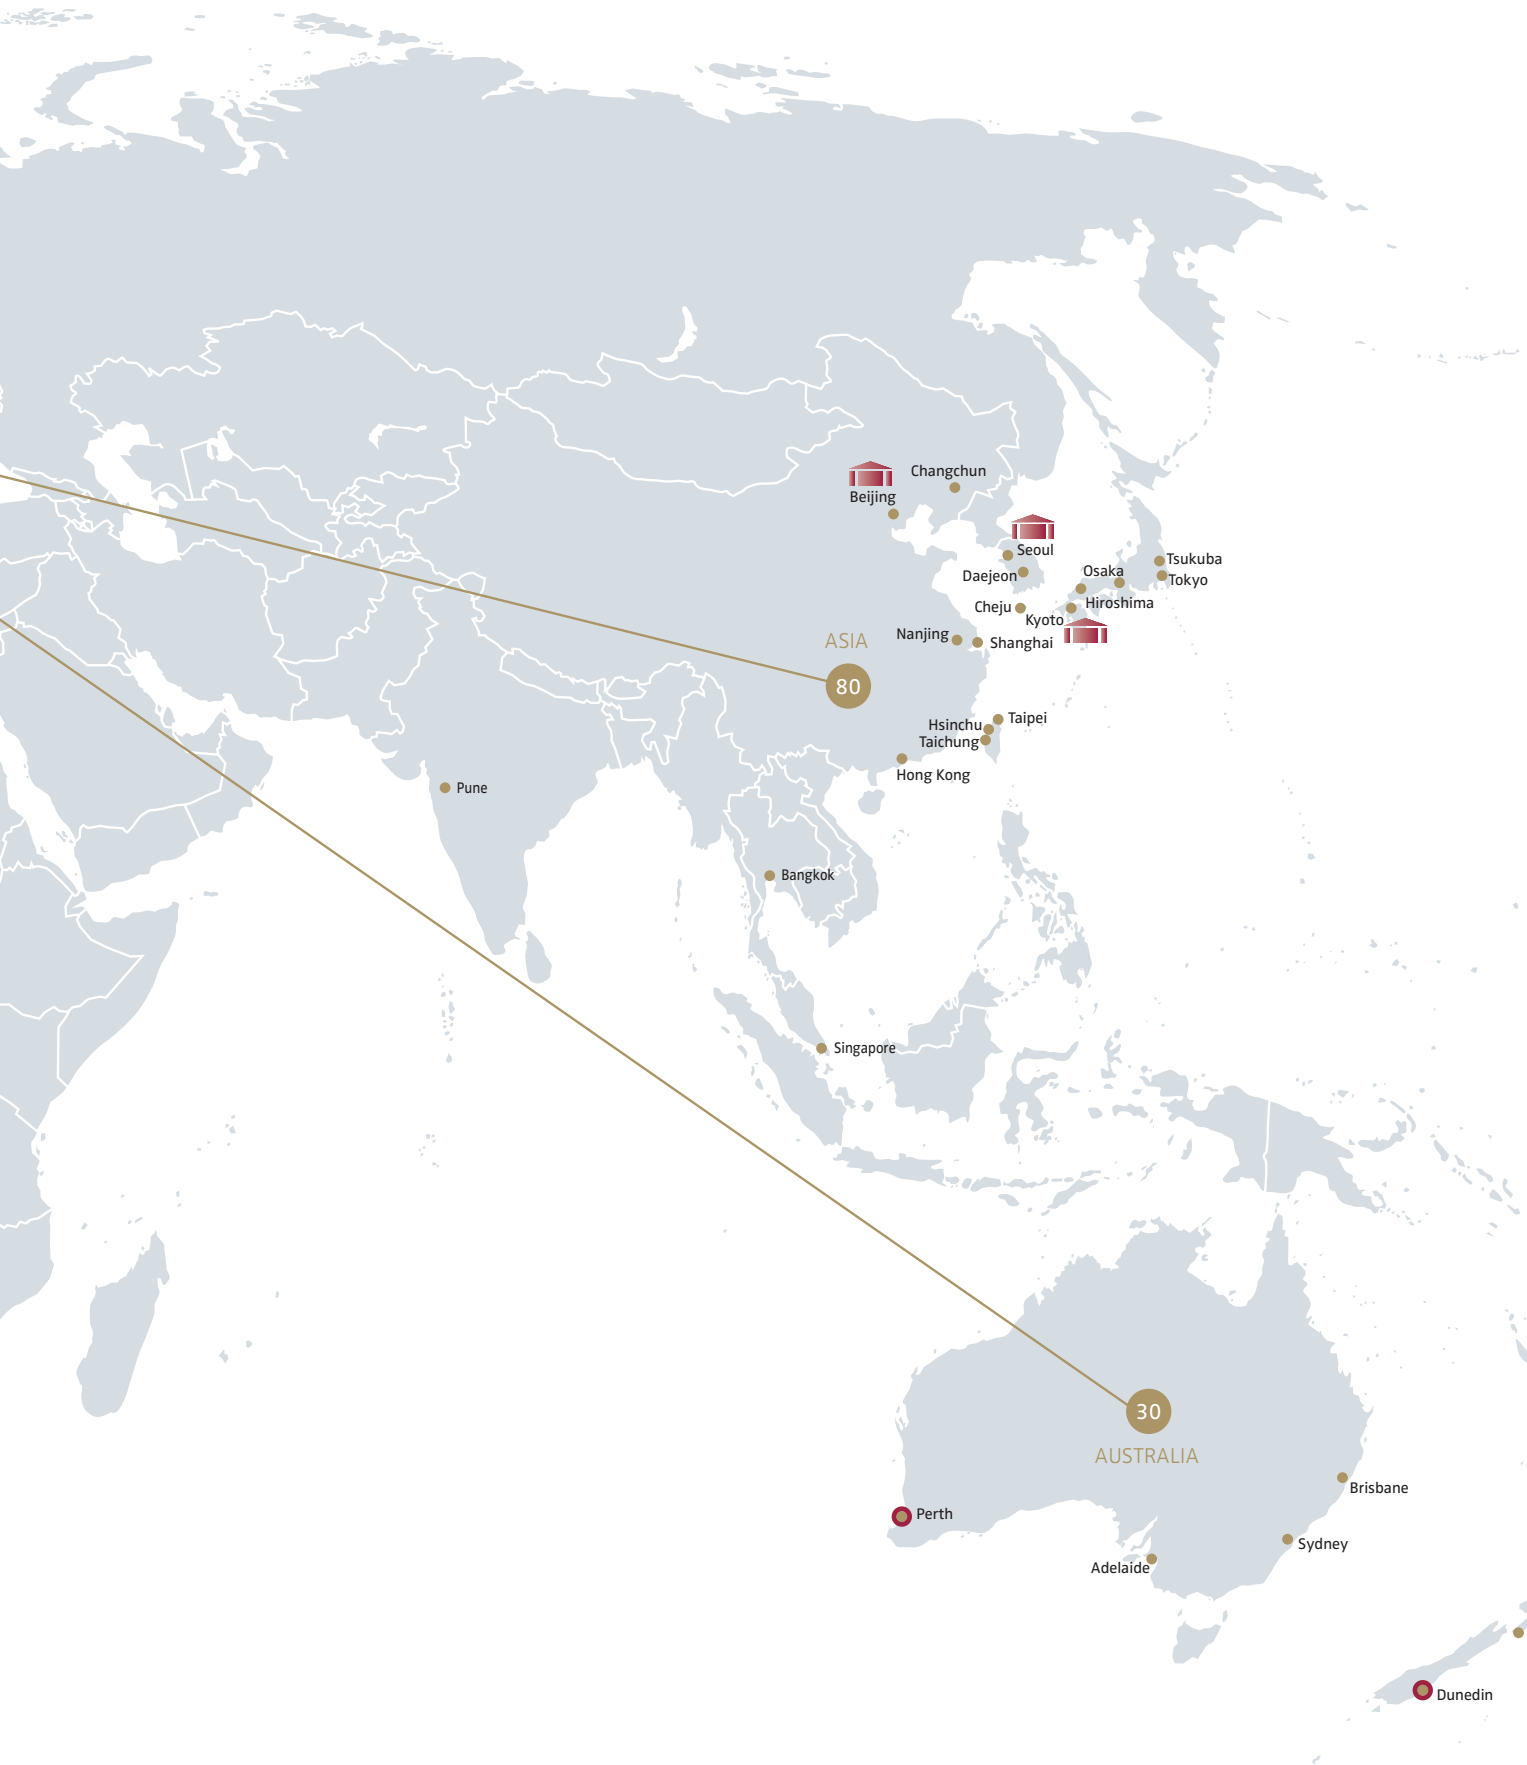 Changchun
Beijing
Seoul
Tsukuba
Daejeon
Osaka
Tokyo
Cheju
Hiroshima
Kyoto
Nanjing
ASIA
Shanghai
80
Taipei
Hsinchu
Taichung
Hong Kong
Pune
Bangkok
Singapore
30
AUSTRALIA
Brisbane
Perth
Sydney
Adelaide
Dunedin